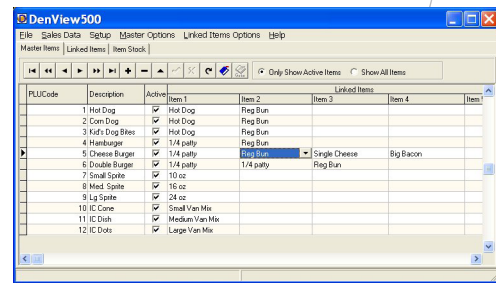 DenView500
File Sales Data Setup Master Options Linked Items Options Help
Master Items Linked Items Item Stock
Only Show Active Items Show All Items
PLUCode Description Active Linked Items
Item 1 Item 2 Item 3 Item 4 Item
1 Hot Dog Hot Dog Reg Bun
2 Corn Dog Hot Dog Reg Bun
3 Kid's Dog Bites Hot Dog
4 Hamburger 1/4 patty Reg Bun
5 Cheese Burger 1/4 patty Reg Bun Single Cheese Big Bacon
6 Double Burger 1/4 patty 1/4 patty Reg Bun
7 Small Sprite 10 oz
8 Med. Sprite 16 oz
9 Lg Sprite 24 oz
10 IC Cone Small Van Mix
11 IC Dish Medium Van Mix
12 IC Dots Large Van Mix